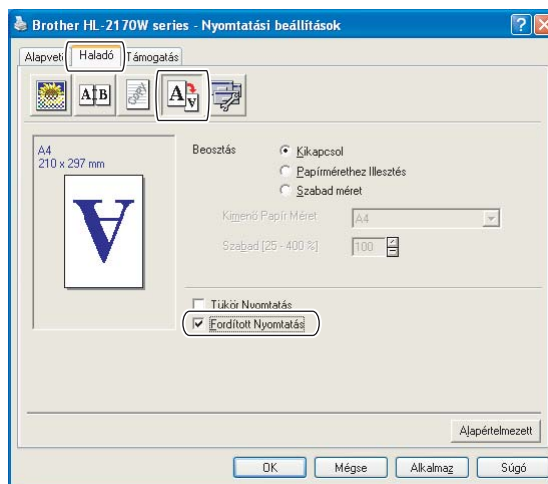 Brother HL-2170W series - Nyomtatási beállítások
Alapveti Haladó Támogatás
A B
A A
A4
210 x 297 mm
A
Beosztás
Kikapcsol
Papírmérethez Illesztés
Szabad méret
Kimenő Papír Méret A4
Szabad [25 - 400 %] 100
Tükör Nyomtatás
Fordított Nyomtatás
Alapértelmezett
OK Mégse Alkalmaz Súgó